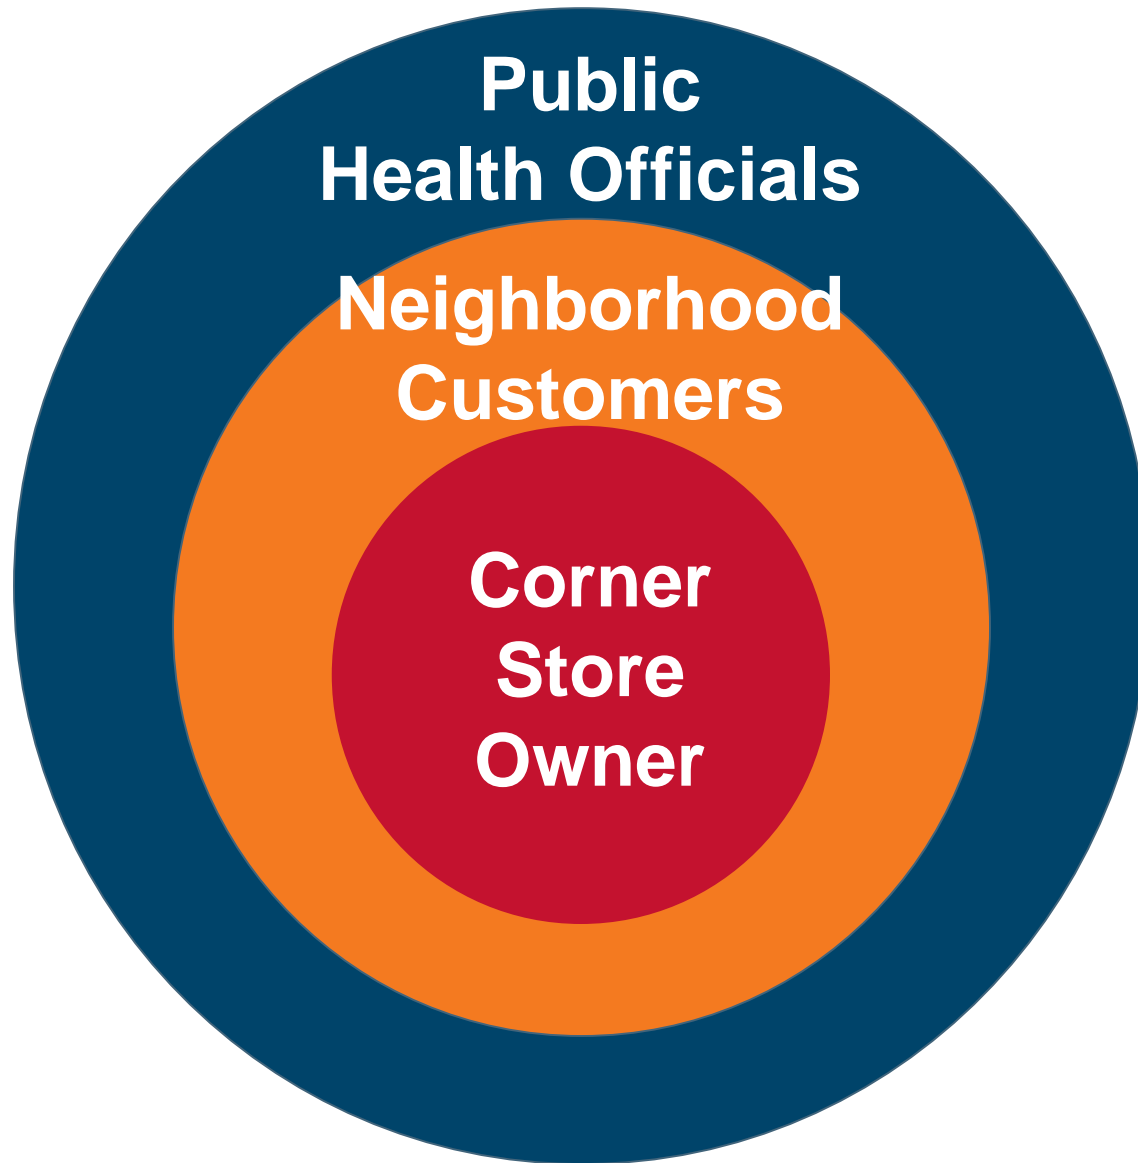 Public
Health Officials
Neighborhood
Customers
Corner
Store
Owner